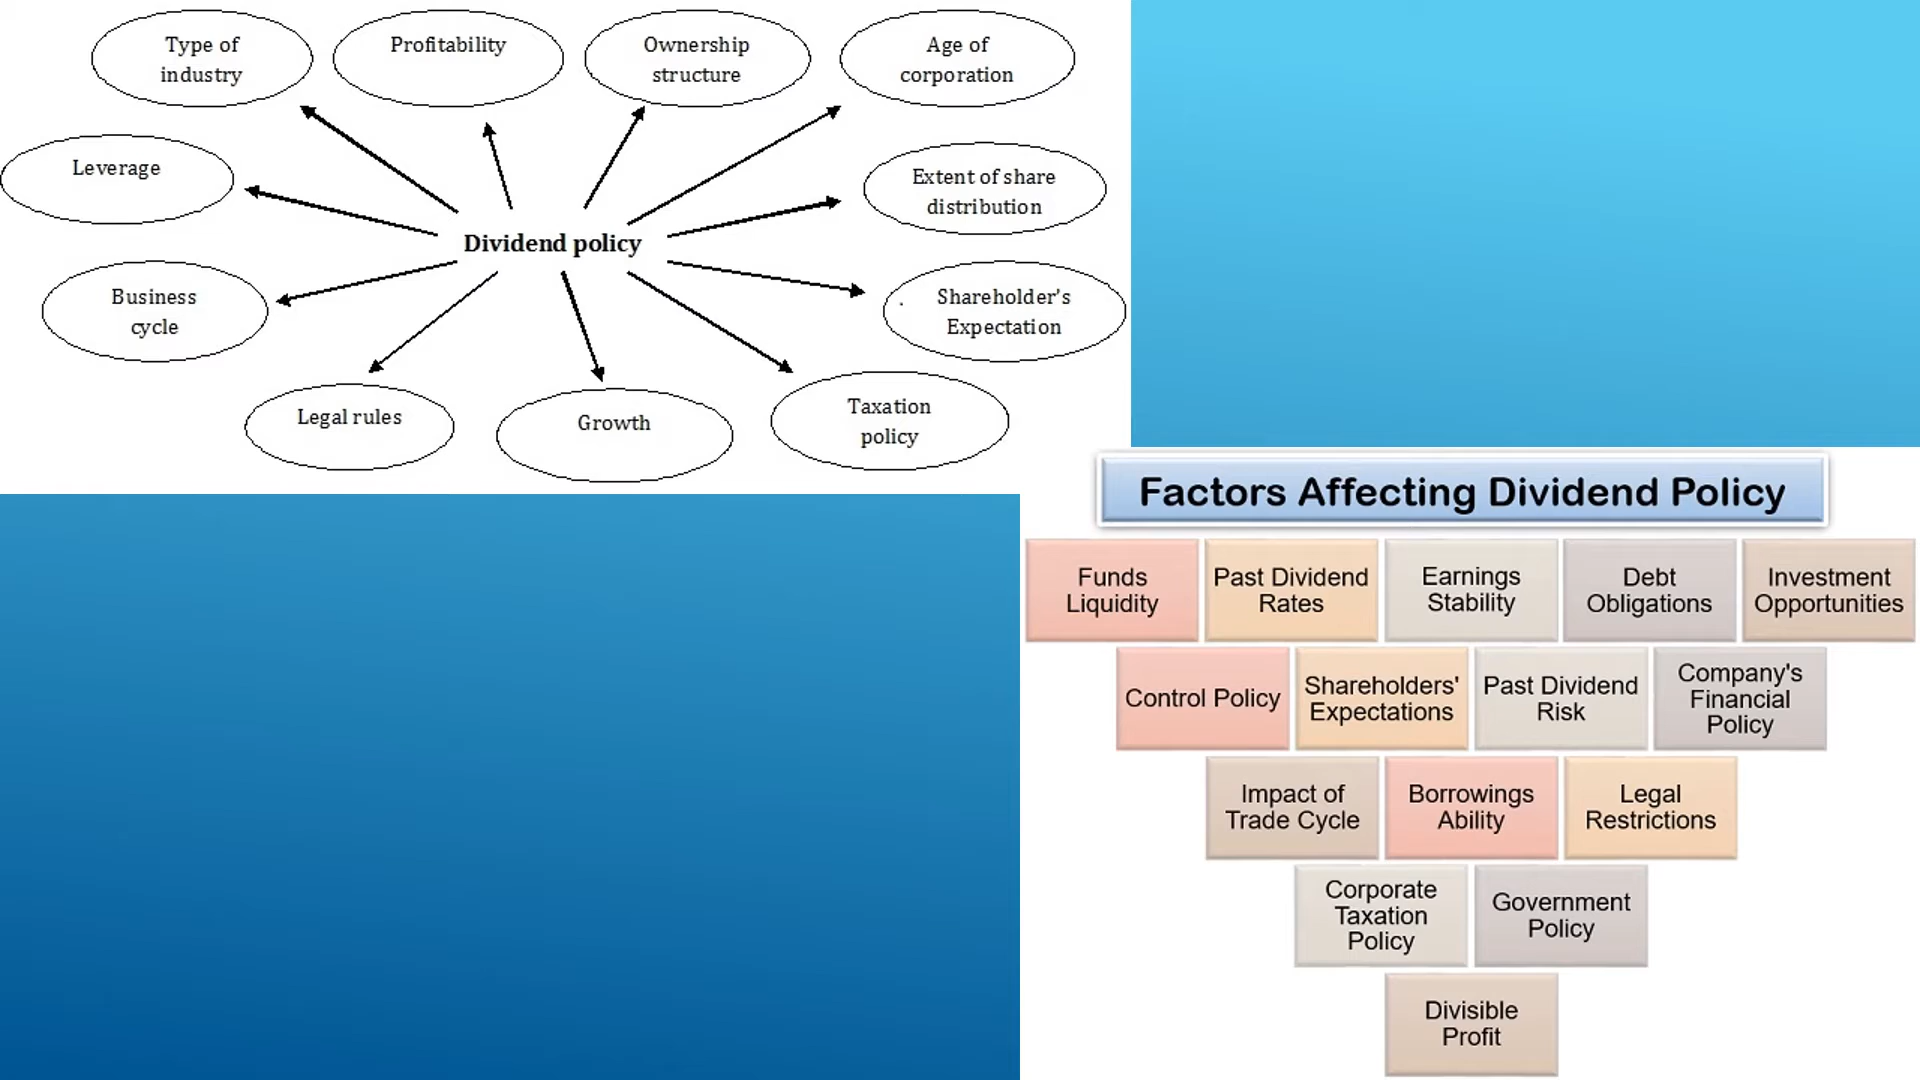 Type of
industry
Profitability
Ownership
structure
Age of
corporation
Leverage
Extent of share
distribution
Dividend policy
Business
cycle
Shareholder's
Expectation
Legal rules
Growth
Taxation
policy
Factors Affecting Dividend Policy
Funds
Liquidity
Past Dividend
Rates
Earnings
Stability
Debt
Obligations
Investment
Opportunities
Control Policy
Shareholders'
Expectations
Past Dividend
Risk
Company's
Financial
Policy
Impact of
Trade Cycle
Borrowings
Ability
Legal
Restrictions
Corporate
Taxation
Policy
Government
Policy
Divisible
Profit